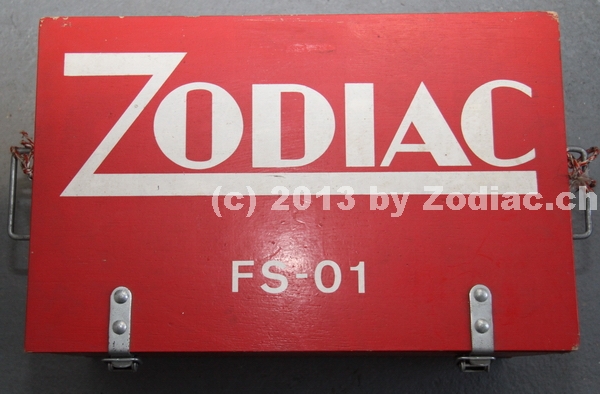 ZODIAC
(c) 2013 by Zodiac.ch
FS-01